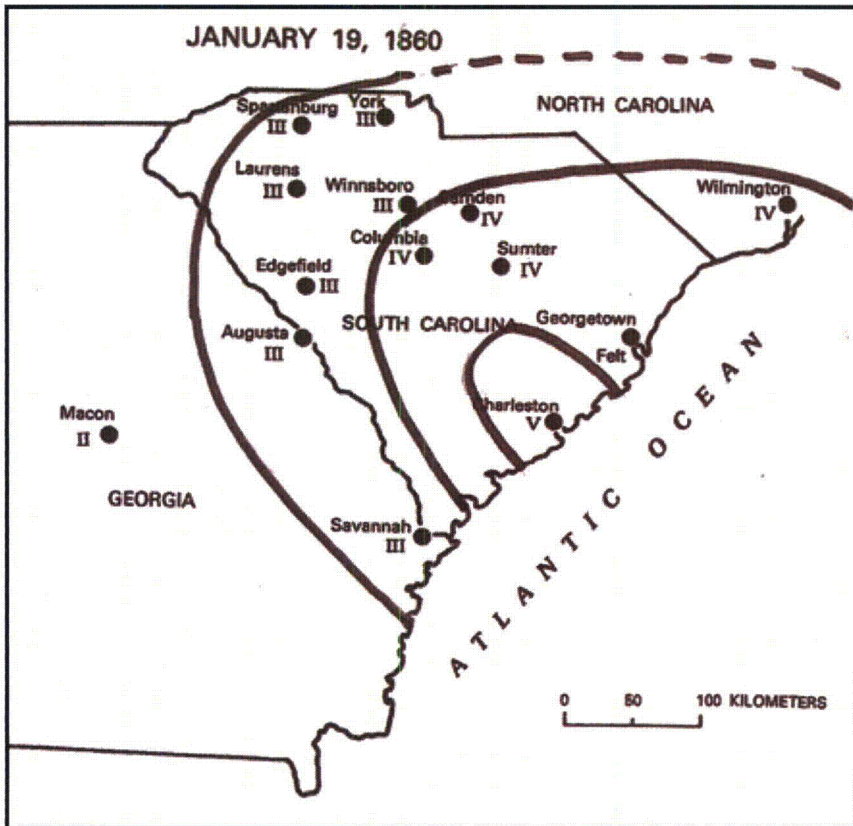 JANUARY 19, 1860
NORTH CAROLINA
Spartanburg
III
York
III
Laurens
III
Winnsboro
III
Camden
IV
Wilmington
IV
Columbia
IV
Sumter
IV
Edgefield
III
SOUTH CAROLINA
Georgetown
Felt
Augusta
III
Charleston
V
Macon
II
GEORGIA
Savannah
III
ATLANTIC OCEAN
0 50 100 KILOMETERS